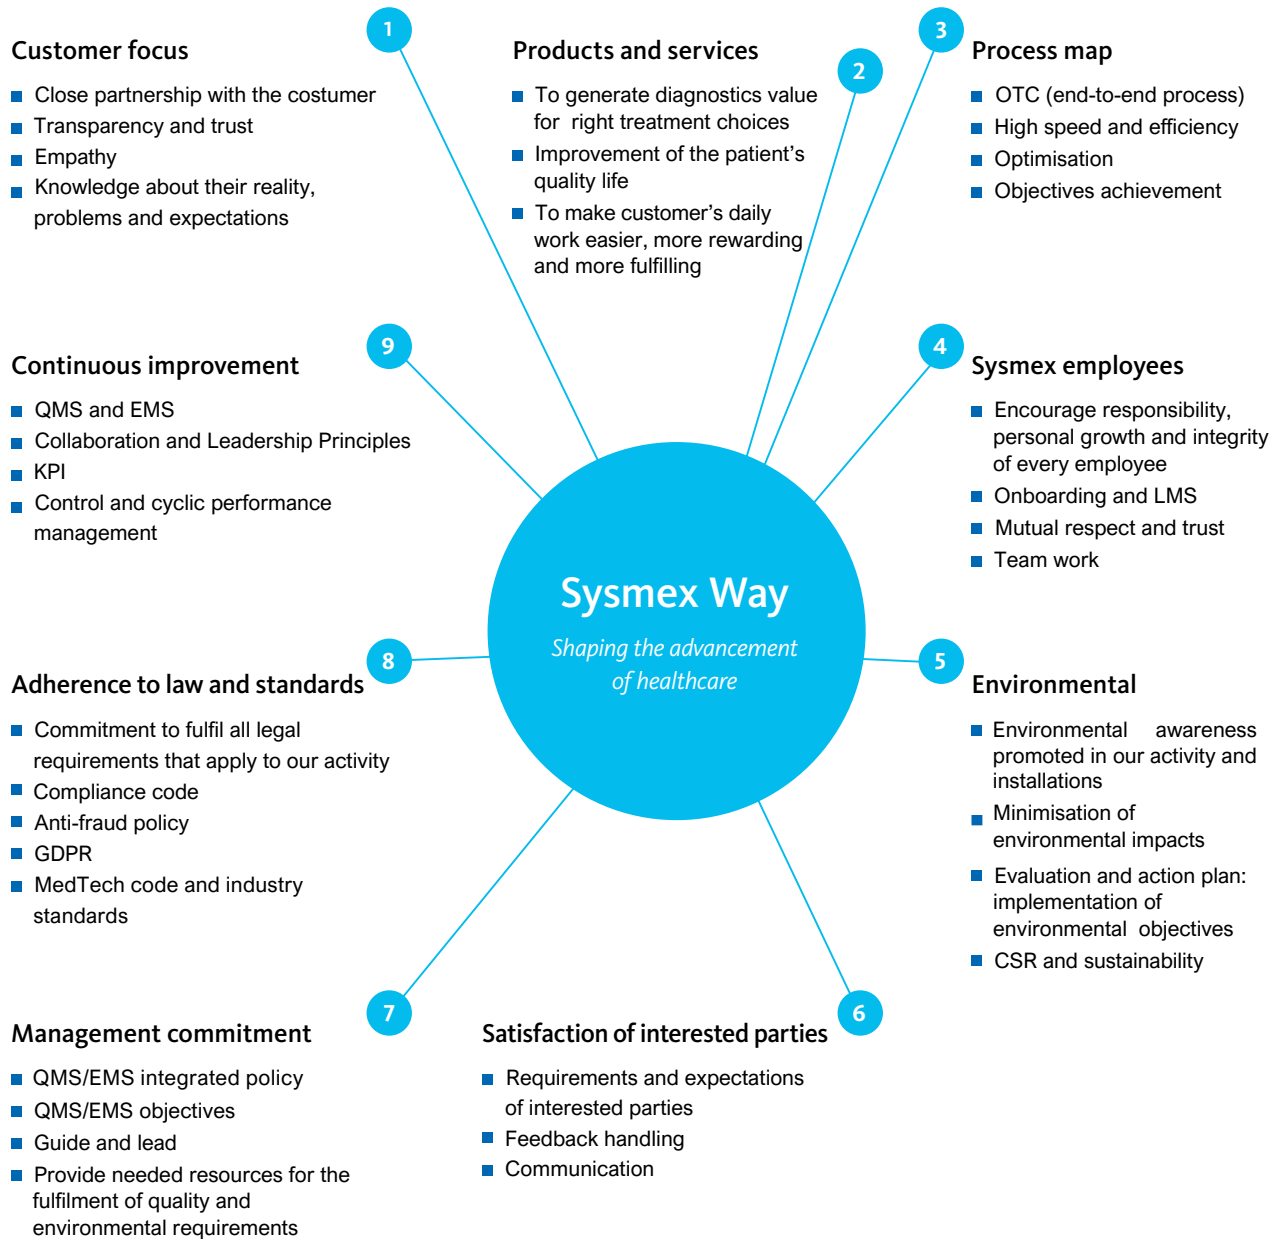 1
Customer focus
Close partnership with the costumer
Transparency and trust
Empathy
Knowledge about their reality,
problems and expectations
2
Products and services
To generate diagnostics value
for right treatment choices
Improvement of the patient's
quality life
To make customer's daily
work easier, more rewarding
and more fulfilling
3
Process map
OTC (end-to-end process)
High speed and efficiency
Optimisation
Objectives achievement
4
Sysmex employees
Encourage responsibility,
personal growth and integrity
of every employee
Onboarding and LMS
Mutual respect and trust
Team work
5
Environmental
Environmental awareness
promoted in our activity and
installations
Minimisation of
environmental impacts
Evaluation and action plan:
implementation of
environmental objectives
CSR and sustainability
6
Satisfaction of interested parties
Requirements and expectations
of interested parties
Feedback handling
Communication
7
Management commitment
QMS/EMS integrated policy
QMS/EMS objectives
Guide and lead
Provide needed resources for the
fulfilment of quality and
environmental requirements
8
Adherence to law and standards
Commitment to fulfil all legal
requirements that apply to our activity
Compliance code
Anti-fraud policy
GDPR
MedTech code and industry
standards
9
Continuous improvement
QMS and EMS
Collaboration and Leadership Principles
KPI
Control and cyclic performance
management
Sysmex Way
Shaping the advancement
of healthcare